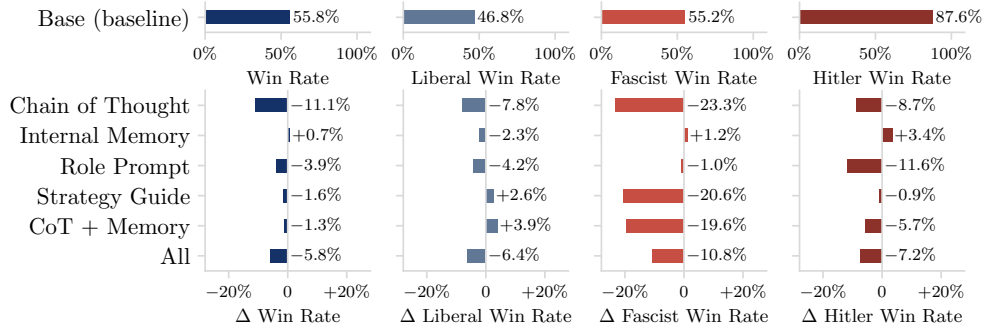 Base (baseline) 55.8% 46.8% 55.2% 87.6%
0% 50% 100% 0% 50% 100% 0% 50% 100% 0% 50% 100%
Win Rate Liberal Win Rate Fascist Win Rate Hitler Win Rate
Chain of Thought −11.1% −7.8% −23.3% −8.7%
Internal Memory +0.7% −2.3% +1.2% +3.4%
Role Prompt −3.9% −4.2% −1.0% −11.6%
Strategy Guide −1.6% +2.6% −20.6% −0.9%
CoT + Memory −1.3% +3.9% −19.6% −5.7%
All −5.8% −6.4% −10.8% −7.2%
−20% 0 +20% −20% 0 +20% −20% 0 +20% −20% 0 +20%
Δ Win Rate Δ Liberal Win Rate Δ Fascist Win Rate Δ Hitler Win Rate